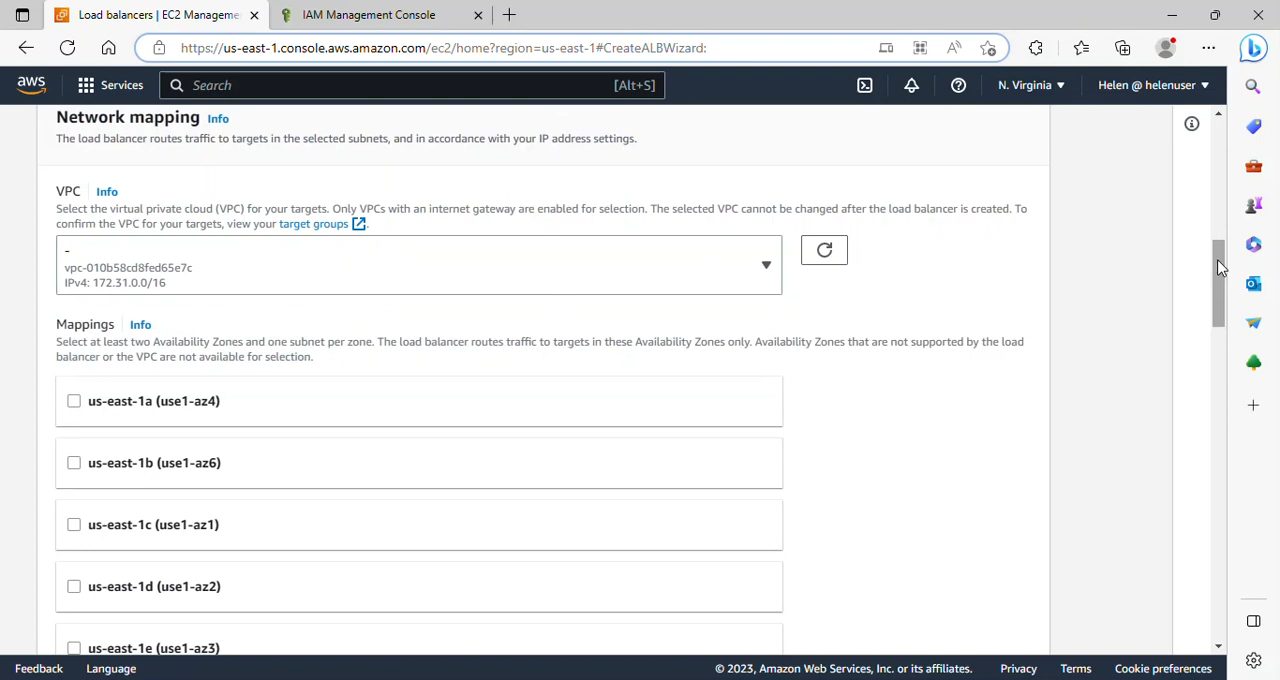 Load balancers | EC2 Manageme
IAM Management Console
https://us-east-1.console.aws.amazon.com/ec2/home?region=us-east-1#CreateALBWizard:
aws
Services
Search
[Alt+S]
N. Virginia
Helen @ helenuser
Network mapping Info
The load balancer routes traffic to targets in the selected subnets, and in accordance with your IP address settings.
VPC Info
Select the virtual private cloud (VPC) for your targets. Only VPCs with an internet gateway are enabled for selection. The selected VPC cannot be changed after the load balancer is created. To
confirm the VPC for your targets, view your target groups.
-
vpc-010b58cd8fed65e7c
IPv4: 172.31.0.0/16
Mappings Info
Select at least two Availability Zones and one subnet per zone. The load balancer routes traffic to targets in these Availability Zones only. Availability Zones that are not supported by the load
balancer or the VPC are not available for selection.
us-east-1a (use1-az4)
us-east-1b (use1-az6)
us-east-1c (use1-az1)
us-east-1d (use1-az2)
us-east-1e (use1-az3)
Feedback
Language
© 2023, Amazon Web Services, Inc. or its affiliates.
Privacy
Terms
Cookie preferences